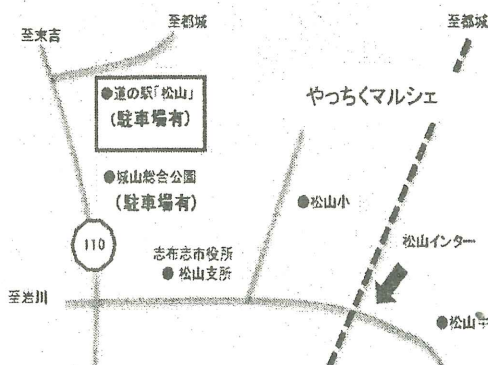 至末吉
至都城
至都城
●道の駅「松山」
(駐車場有)
やっちくマルシェ
●城山総合公園
(駐車場有)
●松山小
110
志布志市役所
●松山支所
松山インター
至岩川
●松山中